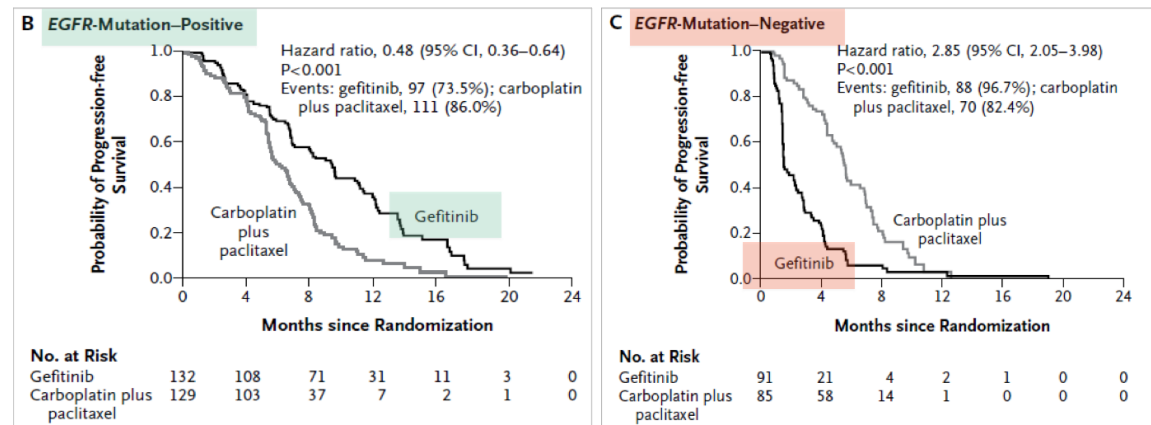 B EGFR-Mutation–Positive
Hazard ratio, 0.48 (95% CI, 0.36–0.64)
P<0.001
Events: gefitinib, 97 (73.5%); carboplatin
plus paclitaxel, 111 (86.0%)
Probability of Progression-free
Survival
1.0
0.8
0.6
0.4
0.2
0.0
Carboplatin
plus
paclitaxel
Gefitinib
0 4 8 12 16 20 24
Months since Randomization
No. at Risk
Gefitinib 132 108 71 31 11 3 0
Carboplatin plus 129 103 37 7 2 1 0
paclitaxel
C EGFR-Mutation–Negative
Hazard ratio, 2.85 (95% CI, 2.05–3.98)
P<0.001
Events: gefitinib, 88 (96.7%); carboplatin
plus paclitaxel, 70 (82.4%)
Probability of Progression-free
Survival
1.0
0.8
0.6
0.4
0.2
0.0
Carboplatin plus
paclitaxel
Gefitinib
0 4 8 12 16 20 24
Months since Randomization
No. at Risk
Gefitinib 91 21 4 2 1 0 0
Carboplatin plus 85 58 14 1 0 0 0
paclitaxel